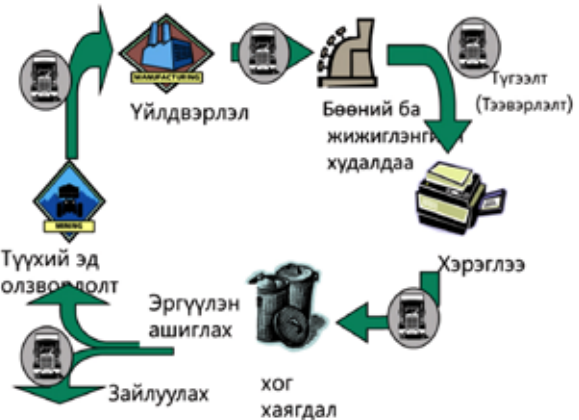 MANUFACTURING
Үйлдвэрлэл
Бөөний ба
жижиглэнгийн
худалдаа
Түгээлт
(Тээвэрлэлт)
MINING
Түүхий эд
олзворлолт
Хэрэглээ
Эргүүлэн
ашиглах
Зайлуулах
хог
хаягдал